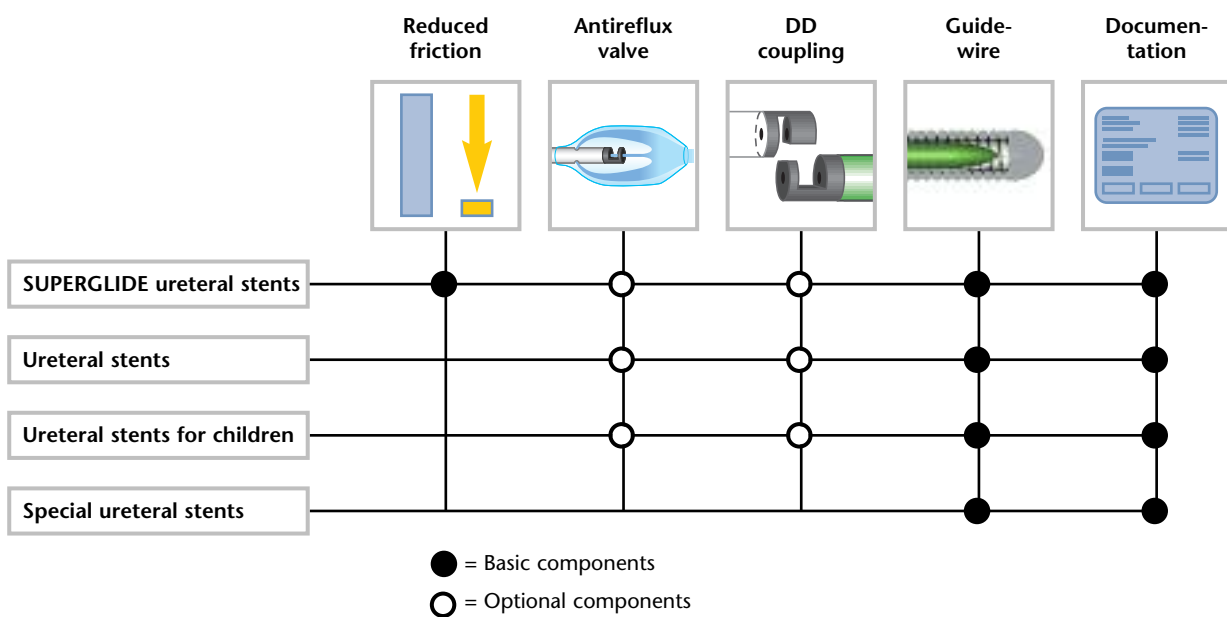 Reduced
friction
Antireflux
valve
DD
coupling
Guide-
wire
Documen-
tation
SUPERGLIDE ureteral stents
Ureteral stents
Ureteral stents for children
Special ureteral stents
= Basic components
= Optional components